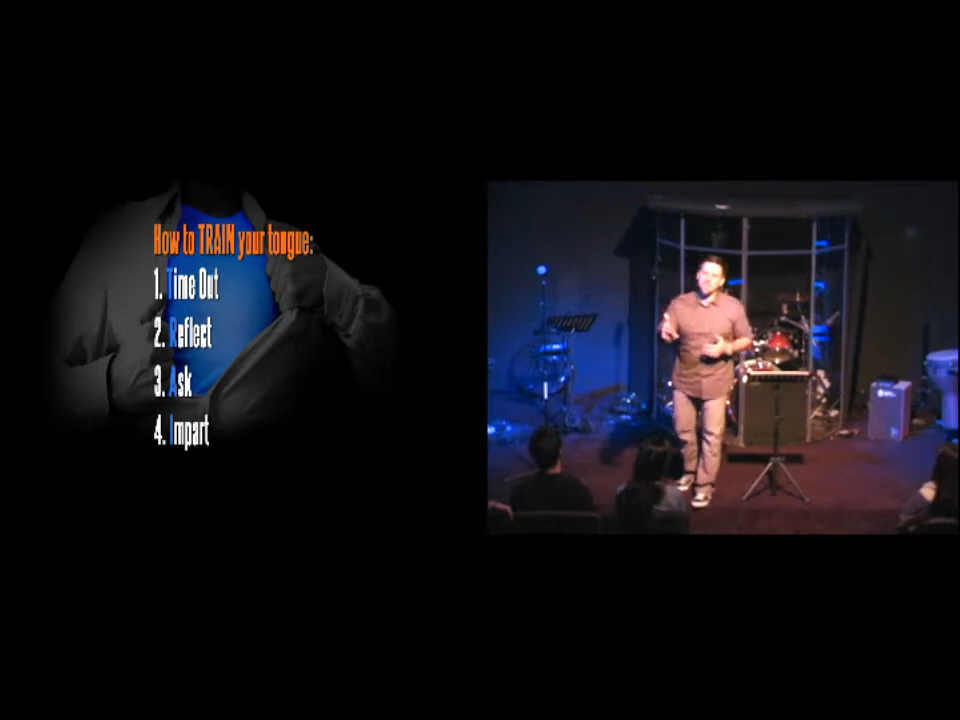 How to TRAIN your tongue:
1. Time Out
2. Reflect
3. Ask
4. Impart